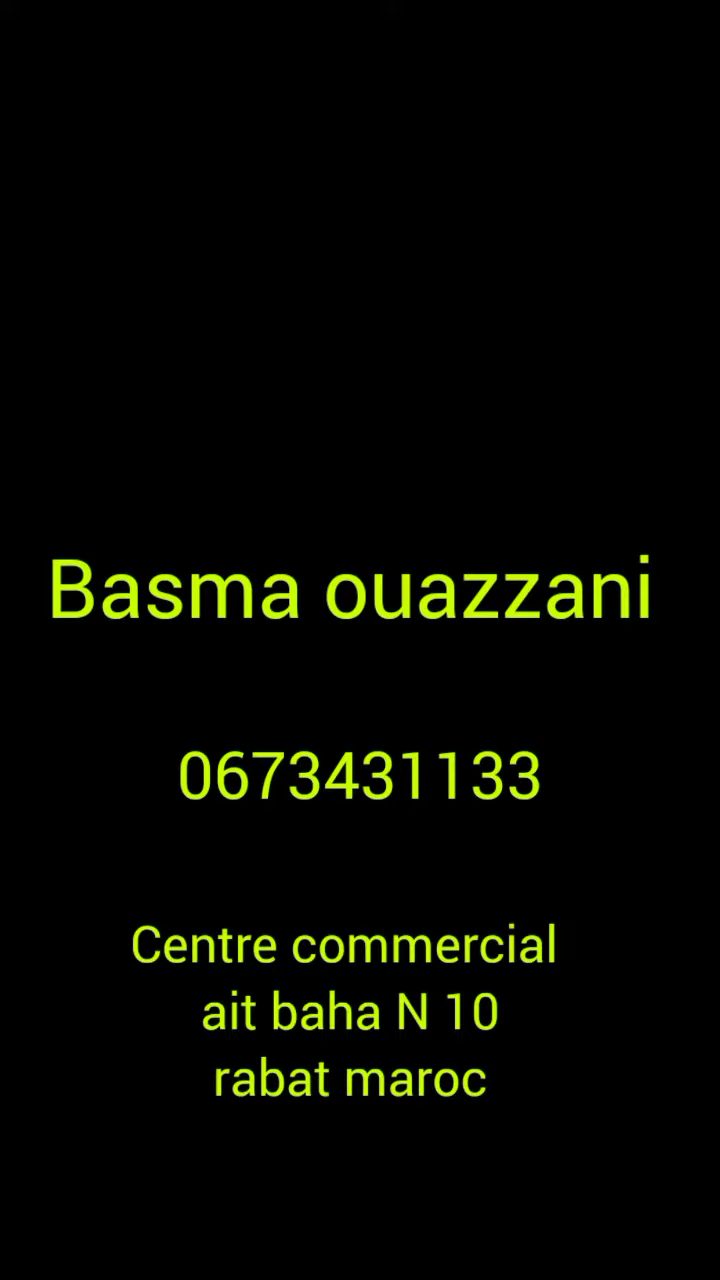 Basma ouazzani
0673431133
Centre commercial
ait baha N 10
rabat maroc